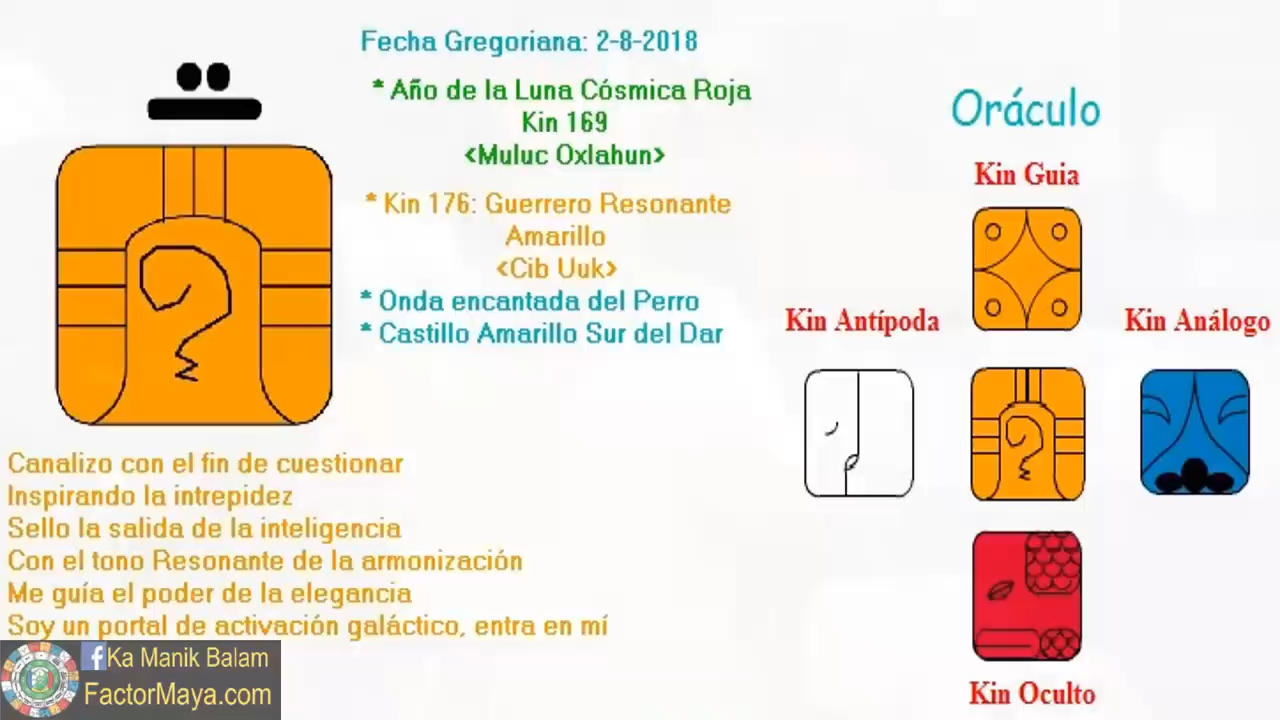 Fecha Gregoriana: 2-8-2018
* Año de la Luna Cósmica Roja
Kin 169
<Muluc Oxlahun>
* Kin 176: Guerrero Resonante
Amarillo
<Cib Uuk>
* Onda encantada del Perro
* Castillo Amarillo Sur del Dar
Canalizo con el fin de cuestionar
Inspirando la intrepidez
Sello la salida de la inteligencia
Con el tono Resonante de la armonización
Me guía el poder de la elegancia
Soy un portal de activación galáctico, entra en mí
Oráculo
Kin Guia
Kin Antípoda
Kin Análogo
Kin Oculto
f Ka Manik Balam
FactorMaya.com